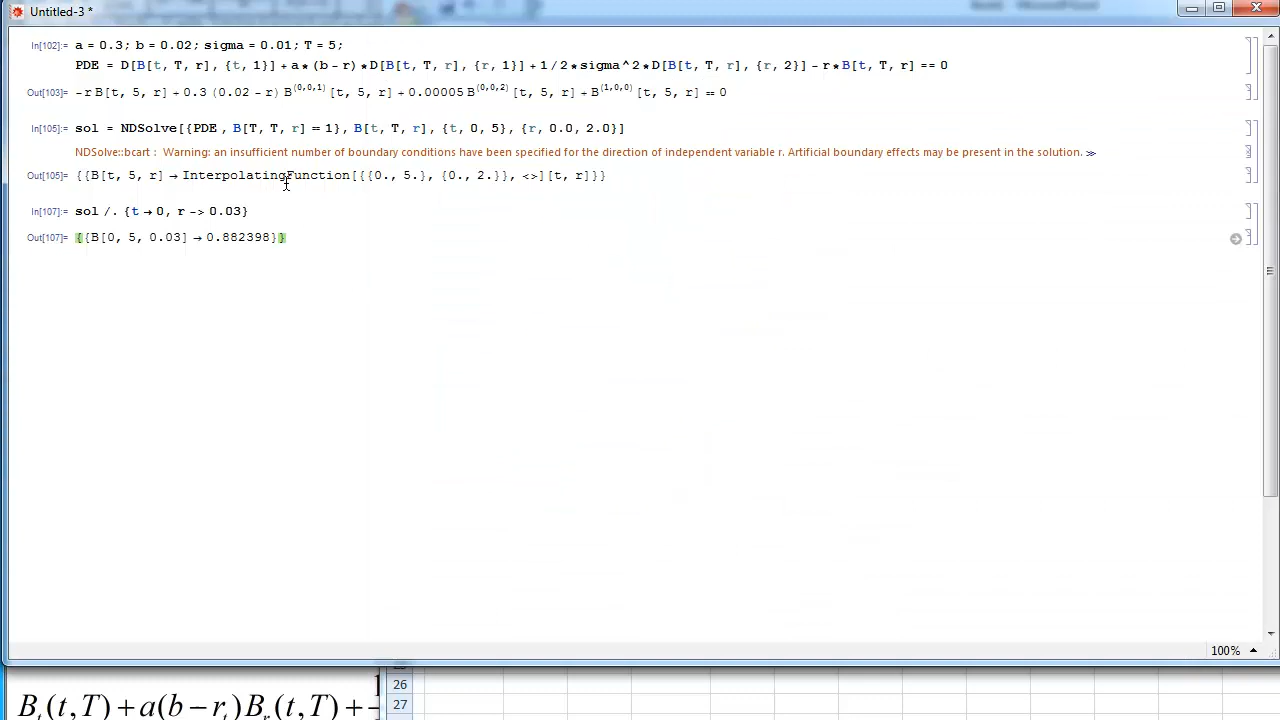 Untitled-3 *
In[102]:= a = 0.3; b = 0.02; sigma = 0.01; T = 5;
PDE = D[B[t, T, r], {t, 1}] + a * (b - r) * D[B[t, T, r], {r, 1}] + 1 / 2 * sigma ^ 2 * D[B[t, T, r], {r, 2}] - r * B[t, T, r] == 0
Out[103]= -r B[t, 5, r] + 0.3 (0.02 - r) B^(0,0,1)[t, 5, r] + 0.00005 B^(0,0,2)[t, 5, r] + B^(1,0,0)[t, 5, r] == 0
In[105]:= sol = NDSolve[{PDE, B[T, T, r] == 1}, B[t, T, r], {t, 0, 5}, {r, 0.0, 2.0}]
NDSolve::bcart : Warning: an insufficient number of boundary conditions have been specified for the direction of independent variable r. Artificial boundary effects may be present in the solution. ≫
Out[105]= {{B[t, 5, r] → InterpolatingFunction[{{0., 5.}, {0., 2.}}, <>][t, r]}}
In[107]:= sol /. {t → 0, r -> 0.03}
Out[107]= {{B[0, 5, 0.03] → 0.882398}}
100%
26
27
B_t(t,T) + a(b − r_t)B_r(t,T) + 1